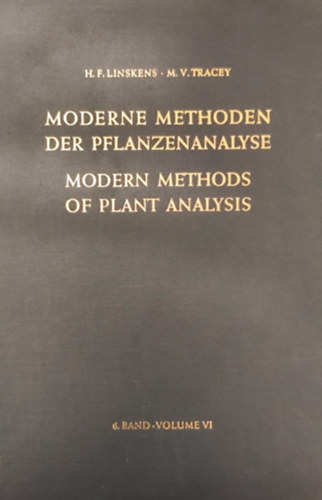 H. F. LINSKENS · M. V. TRACEY
MODERNE METHODEN
DER PFLANZENANALYSE
MODERN METHODS
OF PLANT ANALYSIS
6. BAND · VOLUME VI